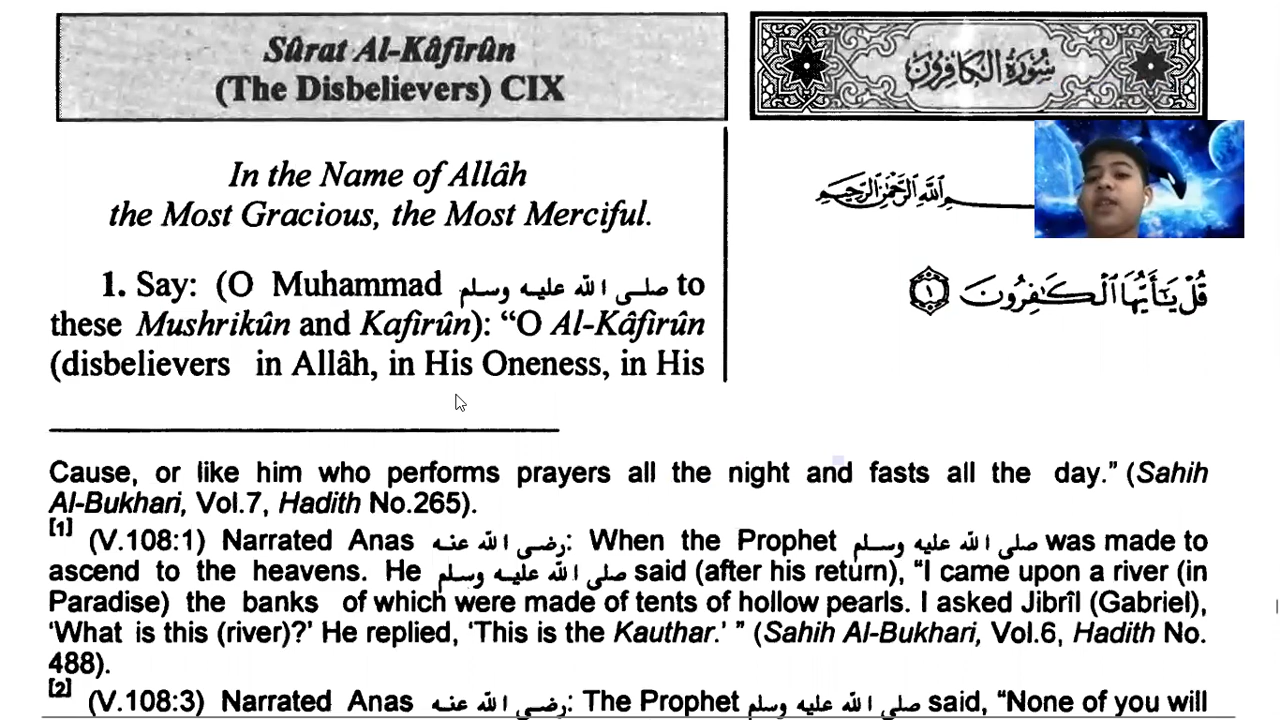 Sûrat Al-Kâfirûn
(The Disbelievers) CIX
سُورَةُ الكَافِرُونَ
In the Name of Allâh
the Most Gracious, the Most Merciful.
ٱللَّهِ ٱلرَّحْمَٰنِ ٱلرَّحِيمِ
1. Say: (O Muhammad صلى الله عليه وسلم to
these Mushrikûn and Kafirûn): “O Al-Kâfirûn
(disbelievers in Allâh, in His Oneness, in His
قُلْ يَٰٓأَيُّهَا ٱلْكَٰفِرُونَ ١
Cause, or like him who performs prayers all the night and fasts all the day.” (Sahih
Al-Bukhari, Vol.7, Hadith No.265).
[1] (V.108:1) Narrated Anas رضي الله عنه: When the Prophet صلى الله عليه وسلم was made to
ascend to the heavens. He صلى الله عليه وسلم said (after his return), “I came upon a river (in
Paradise) the banks of which were made of tents of hollow pearls. I asked Jibrîl (Gabriel),
‘What is this (river)?’ He replied, ‘This is the Kauthar.’ ” (Sahih Al-Bukhari, Vol.6, Hadith No.
488).
[2] (V.108:3) Narrated Anas رضي الله عنه: The Prophet صلى الله عليه وسلم said, “None of you will